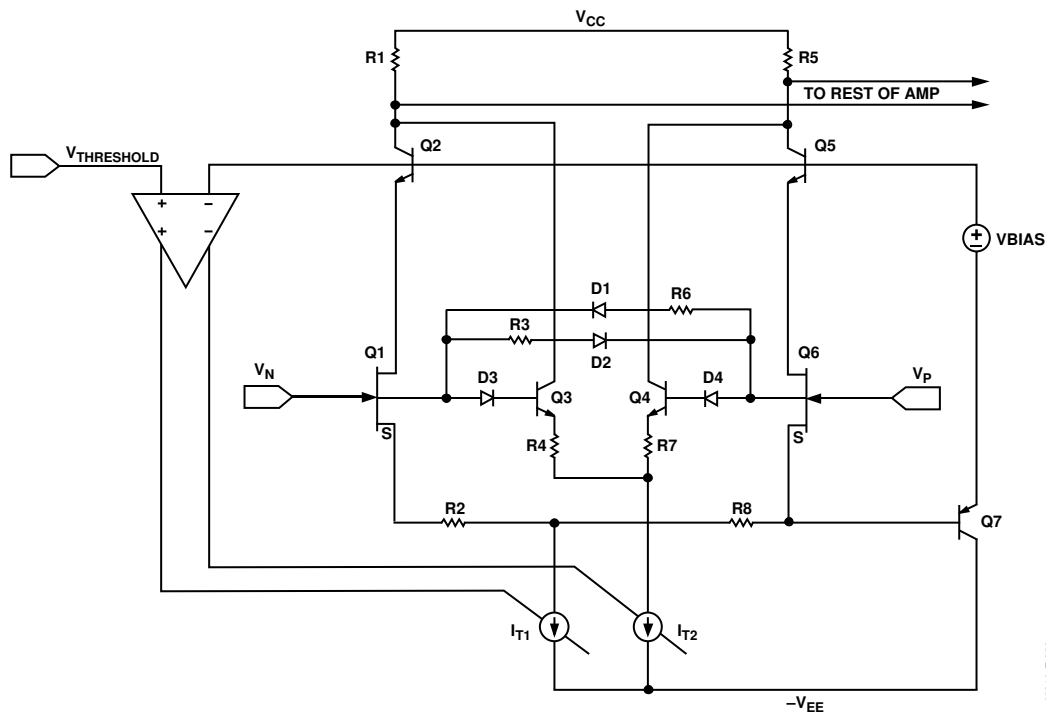 VCC
R1
R5
TO REST OF AMP
VTHRESHOLD
Q2
Q5
+
–
+
–
+
–
VBIAS
D1
R6
R3
D2
Q1
Q6
VN
VP
D3
Q3
Q4
D4
S
R4
R7
S
R2
R8
Q7
IT1
IT2
–VEE